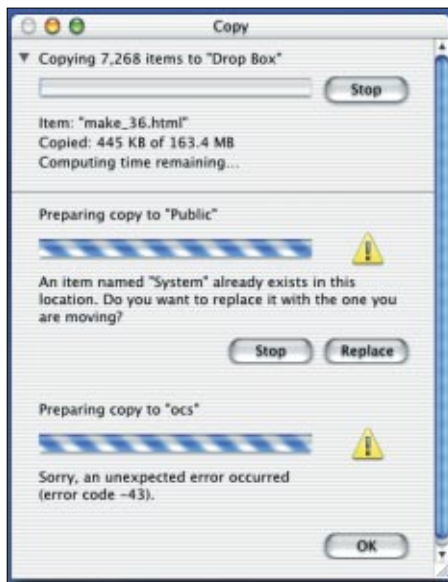 Copy
Copying 7,268 items to "Drop Box"
Stop
Item: "make_36.html"
Copied: 445 KB of 163.4 MB
Computing time remaining...
Preparing copy to "Public"
An item named "System" already exists in this
location. Do you want to replace it with the one you
are moving?
Stop Replace
Preparing copy to "ocs"
Sorry, an unexpected error occurred
(error code -43).
OK